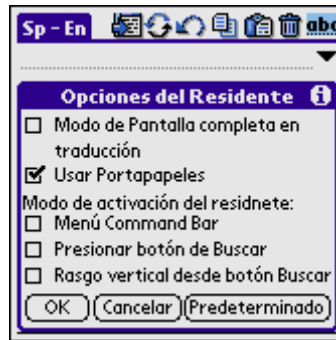 Sp - En
abc
Opciones del Residente
Modo de Pantalla completa en
traducción
Usar Portapapeles
Modo de activación del residnete:
Menú Command Bar
Presionar botón de Buscar
Rasgo vertical desde botón Buscar
OK Cancelar Predeterminado